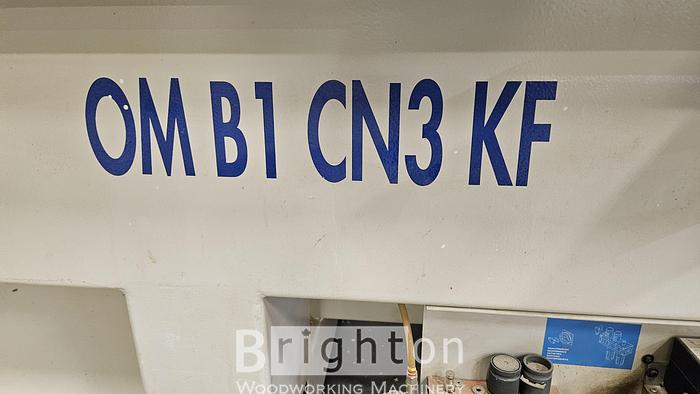 OM B1 CN3 KF
Brighton
WOODWORKING MACHINERY